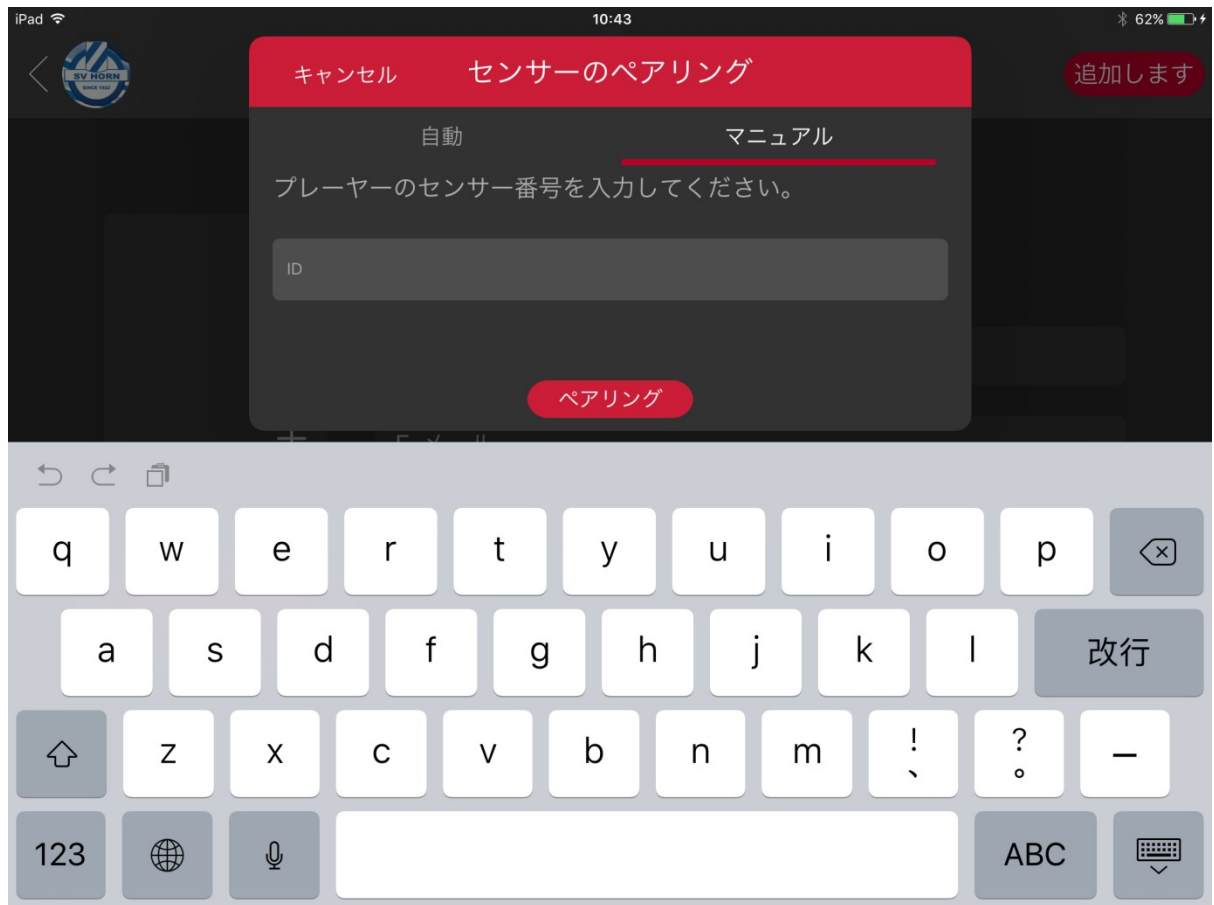 iPad 10:43 62%
SV HORN
SINCE 1922
キャンセル センサーのペアリング 追加します
自動 マニュアル
プレーヤーのセンサー番号を入力してください。
ID
ペアリング
q w e r t y u i o p
a s d f g h j k l 改行
z x c v b n m ! 、 ? 。 ー
123 ABC